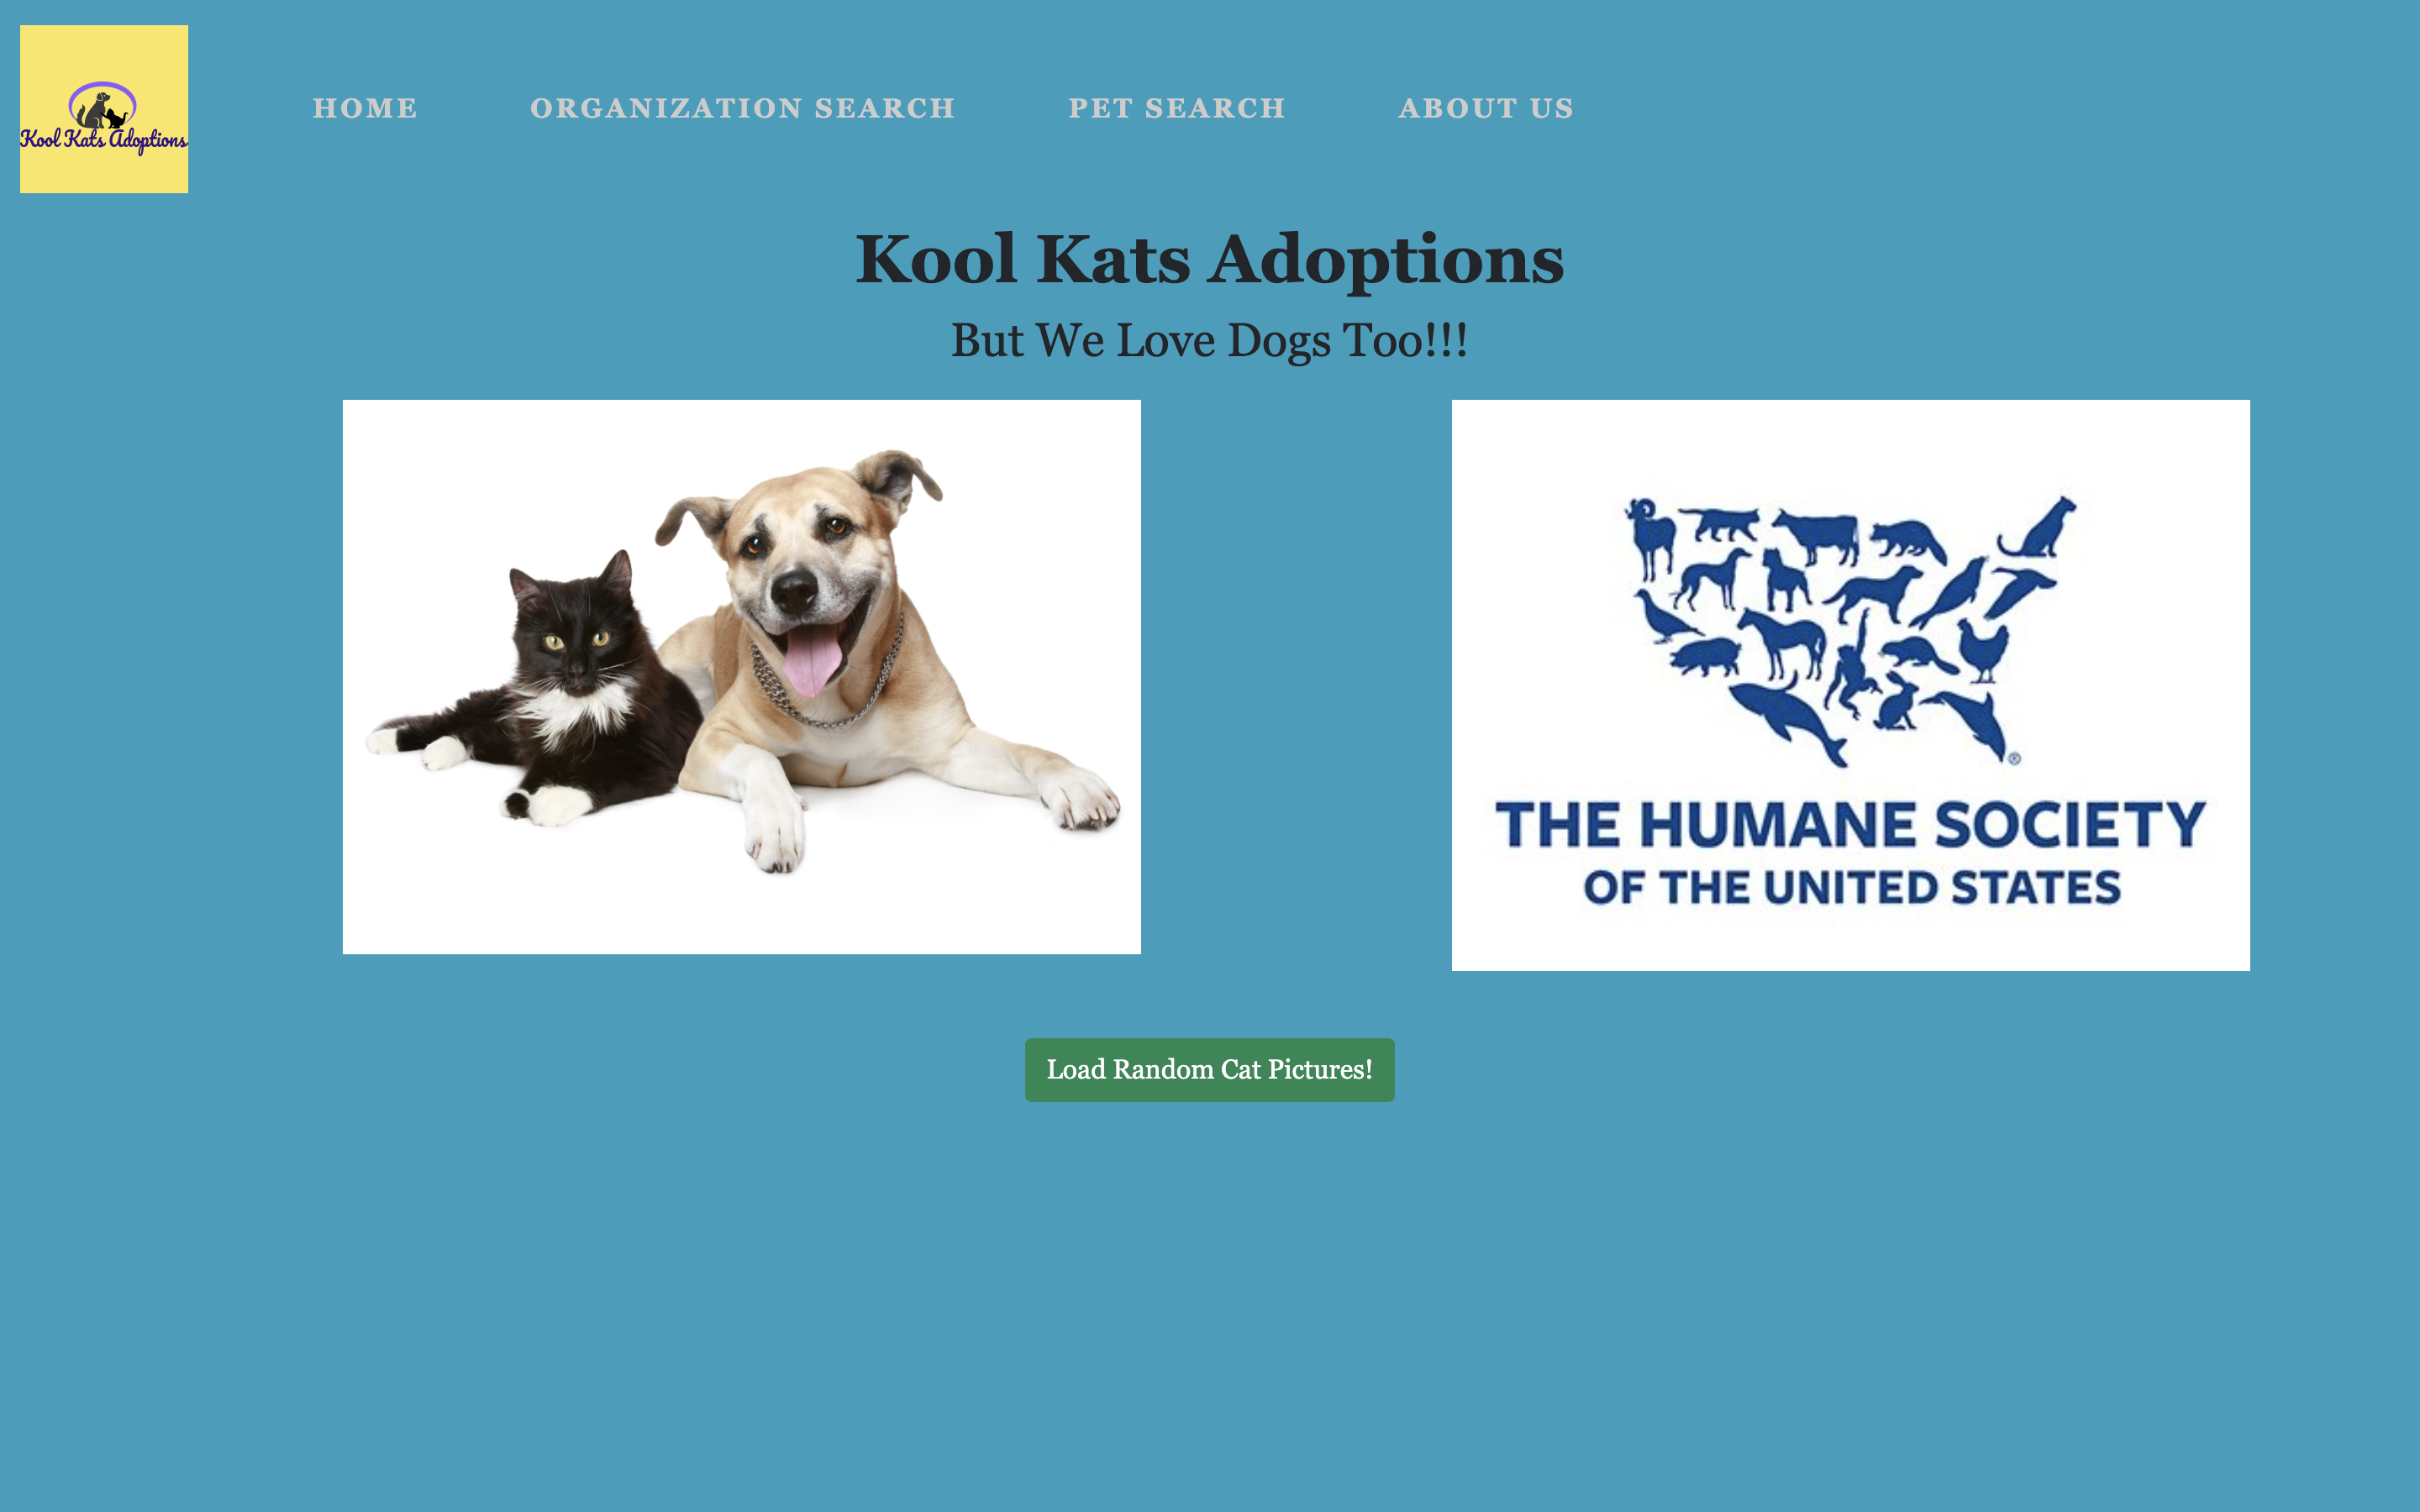 Kool Kats Adoptions
HOME
ORGANIZATION SEARCH
PET SEARCH
ABOUT US
Kool Kats Adoptions
But We Love Dogs Too!!!
®
THE HUMANE SOCIETY
OF THE UNITED STATES
Load Random Cat Pictures!